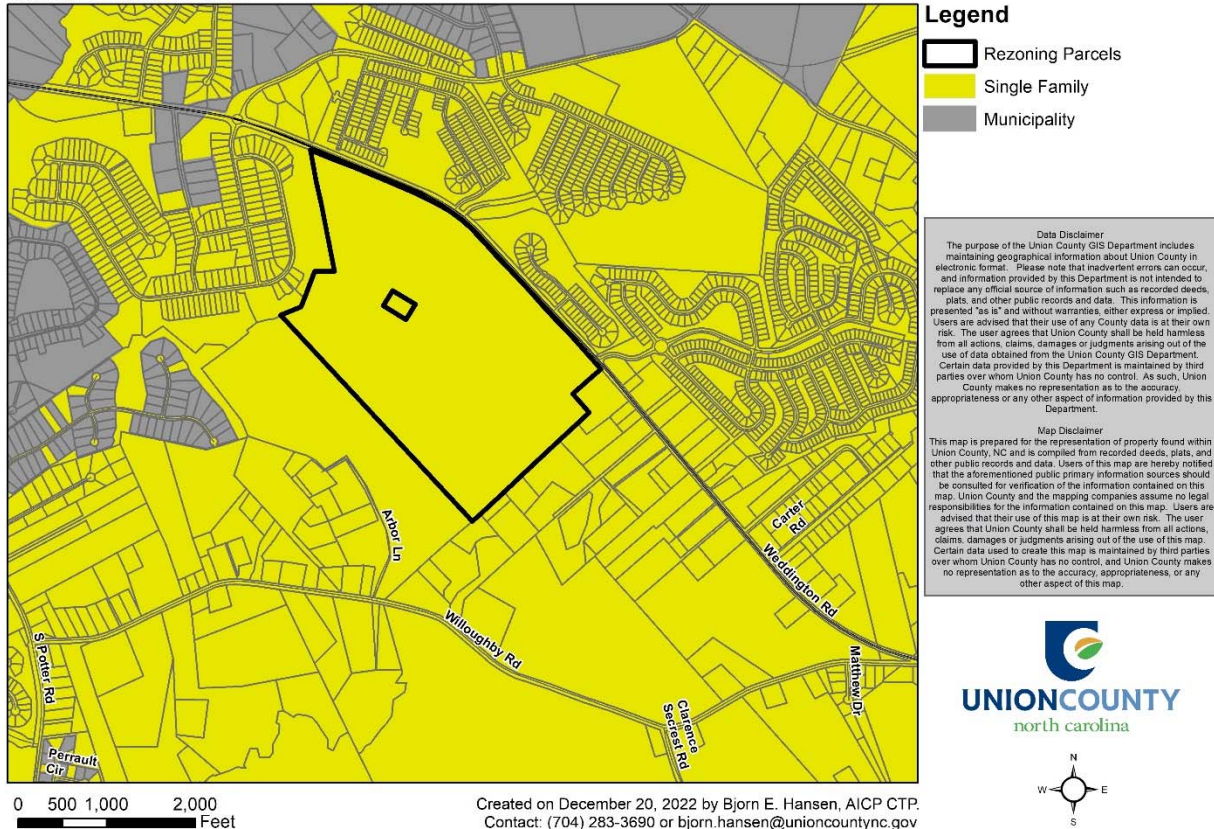 Legend
Rezoning Parcels
Single Family
Municipality
Data Disclaimer
The purpose of the Union County GIS Department includes
maintaining geographical information about Union County in
electronic format. Please note that inadvertent errors can occur,
and information provided by this Department is not intended to
replace any official source of information such as recorded deeds,
plats, and other public records and data. This information is
presented "as is" and without warranties, either express or implied.
Users are advised that their use of any County data is at their own
risk. The user agrees that Union County shall be held harmless
from all actions, claims, damages or judgments arising out of the
use of data obtained from the Union County GIS Department.
Certain data provided by this Department is maintained by third
parties over whom Union County has no control. As such, Union
County makes no representation as to the accuracy,
appropriateness or any other aspect of information provided by this
Department.
Map Disclaimer
This map is prepared for the representation of property found within
Union County, NC and is compiled from recorded deeds, plats, and
other public records and data. Users of this map are hereby notified
that the aforementioned public primary information sources should
be consulted for verification of the information contained on this
map. Union County and the mapping companies assume no legal
responsibilities for the information contained on this map. Users are
advised that their use of this map is at their own risk. The user
agrees that Union County shall be held harmless from all actions,
claims, damages or judgments arising out of the use of this map.
Certain data used to create this map is maintained by third parties
over whom Union County has no control, and Union County makes
no representation as to the accuracy, appropriateness, or any
other aspect of this map.
Arbor Ln
Carter
Rd
Weddington Rd
Willoughby Rd
S Potter Rd
Matthew Dr
Clarence
Secrest Rd
Perrault
Cir
UNIONCOUNTY
north carolina
N
W E
S
0 500 1,000 2,000
Feet
Created on December 20, 2022 by Bjorn E. Hansen, AICP CTP.
Contact: (704) 283-3690 or bjorn.hansen@unioncountync.gov